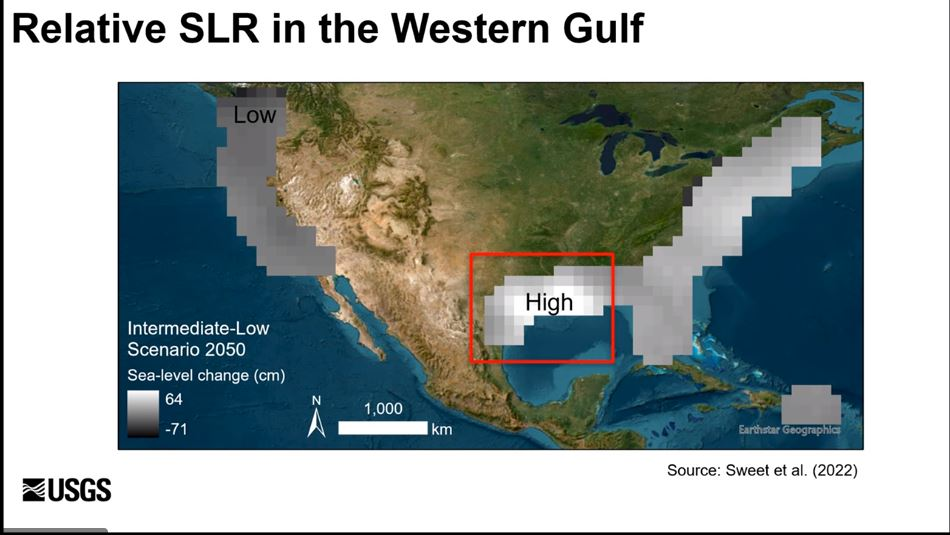 Relative SLR in the Western Gulf
Low
High
Intermediate-Low
Scenario 2050
Sea-level change (cm)
64
-71
N
1,000
km
Earthstar Geographics
Source: Sweet et al. (2022)
USGS